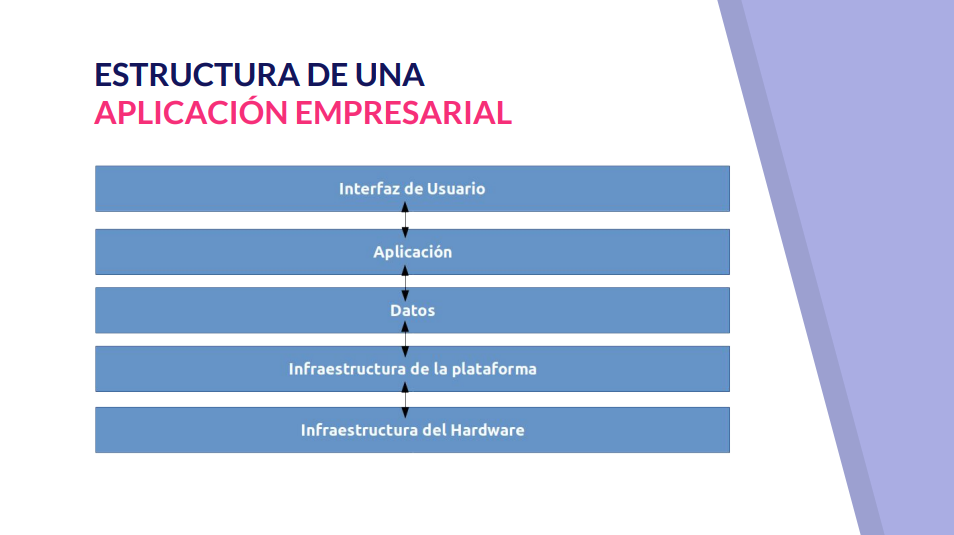 ESTRUCTURA DE UNA
APLICACIÓN EMPRESARIAL
Interfaz de Usuario
Aplicación
Datos
Infraestructura de la plataforma
Infraestructura del Hardware